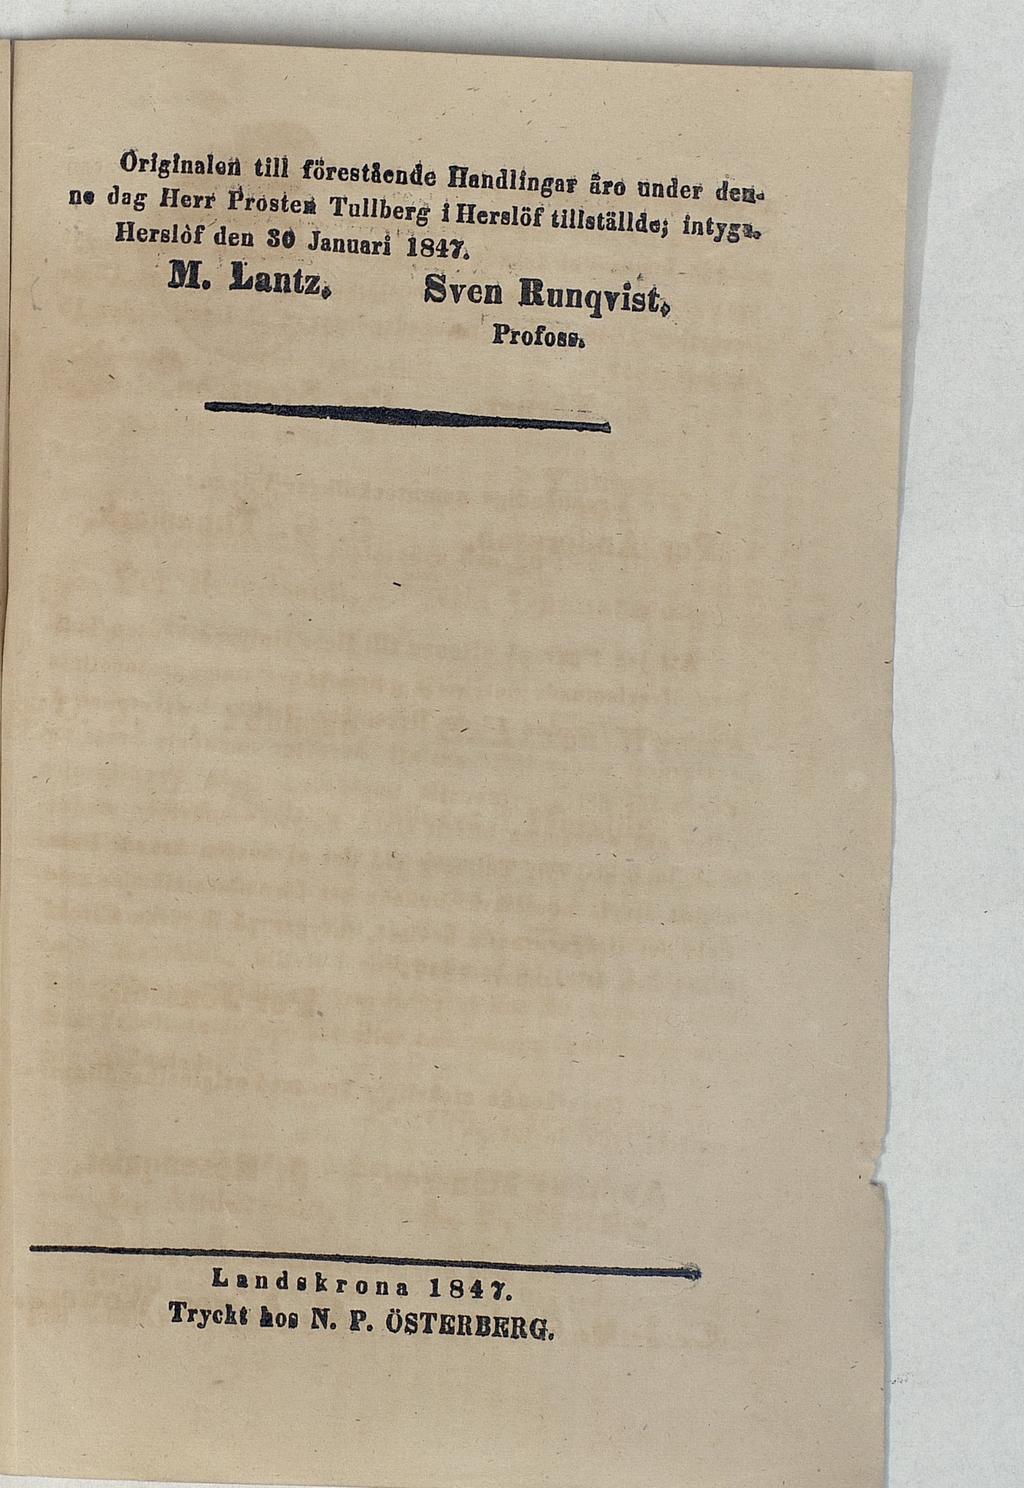 Originalen till förestående Handlingar äro under den-
ne dag Herr Prosten Tullberg i Herslöf tillställde; intyga.
Herslöf den 30 Januari 1847.
M. Lantz. Sven Runqvist.
Profoss.
Landskrona 1847.
Tryckt hos N. P. ÖSTERBERG.